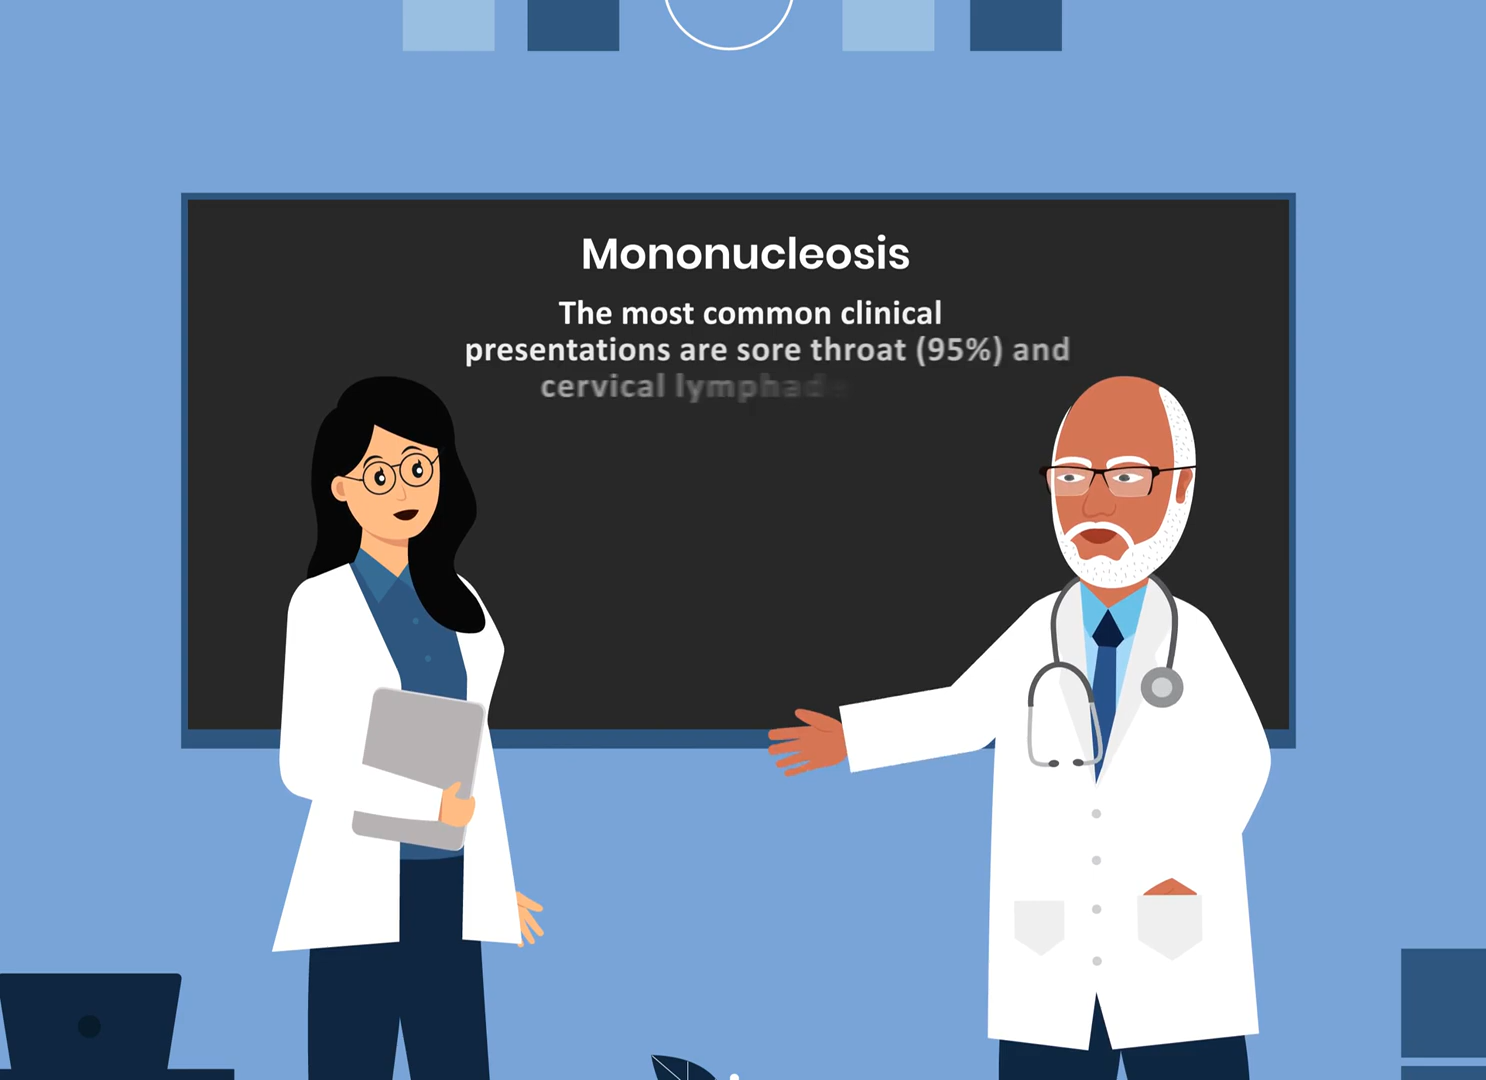 Mononucleosis
The most common clinical
presentations are sore throat (95%) and
cervical